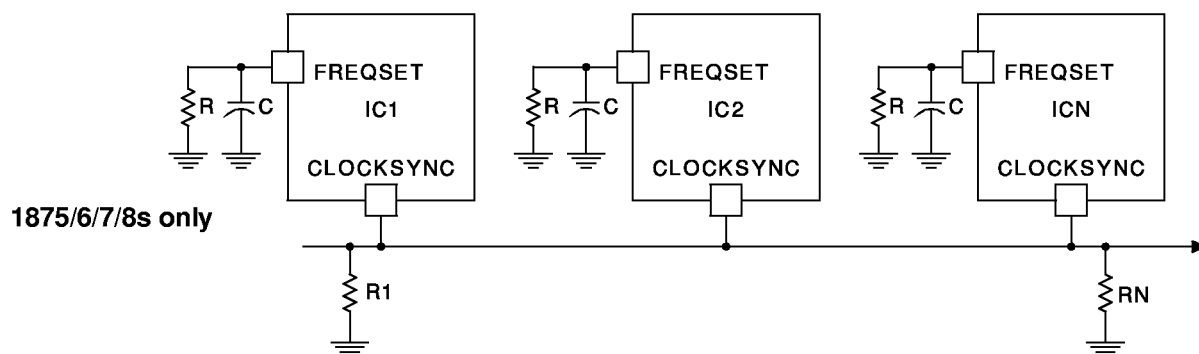 FREQSET
R
C
IC1
CLOCKSYNC
FREQSET
R
C
IC2
CLOCKSYNC
FREQSET
R
C
ICN
CLOCKSYNC
1875/6/7/8s only
R1
RN